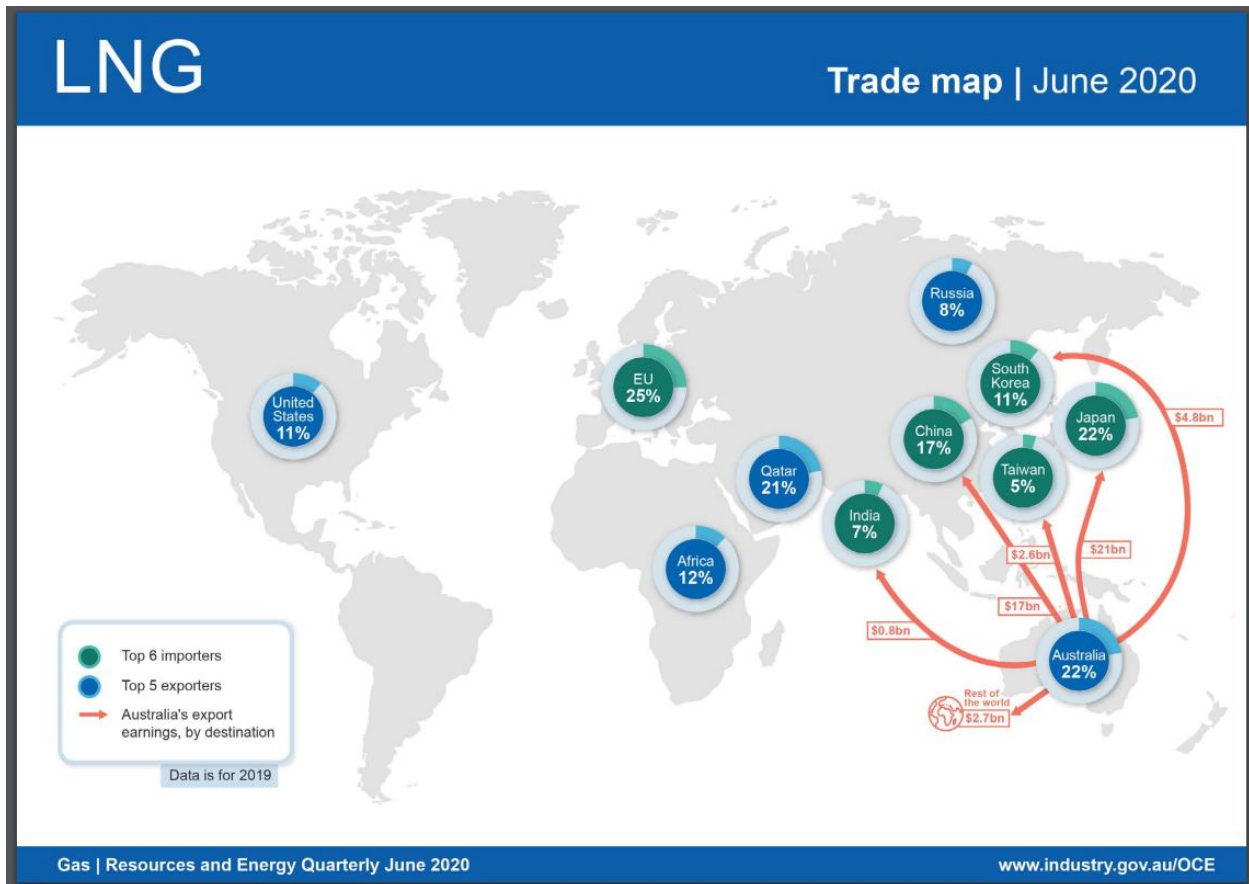 LNG
Trade map | June 2020
Russia
8%
South
Korea
11%
EU
25%
United
States
11%
China
17%
Japan
22%
$4.8bn
Qatar
21%
Taiwan
5%
India
7%
Africa
12%
$2.6bn
$21bn
$17bn
$0.8bn
Australia
22%
Rest of
the world
$2.7bn
Top 6 importers
Top 5 exporters
Australia's export
earnings, by destination
Data is for 2019
Gas | Resources and Energy Quarterly June 2020
www.industry.gov.au/OCE